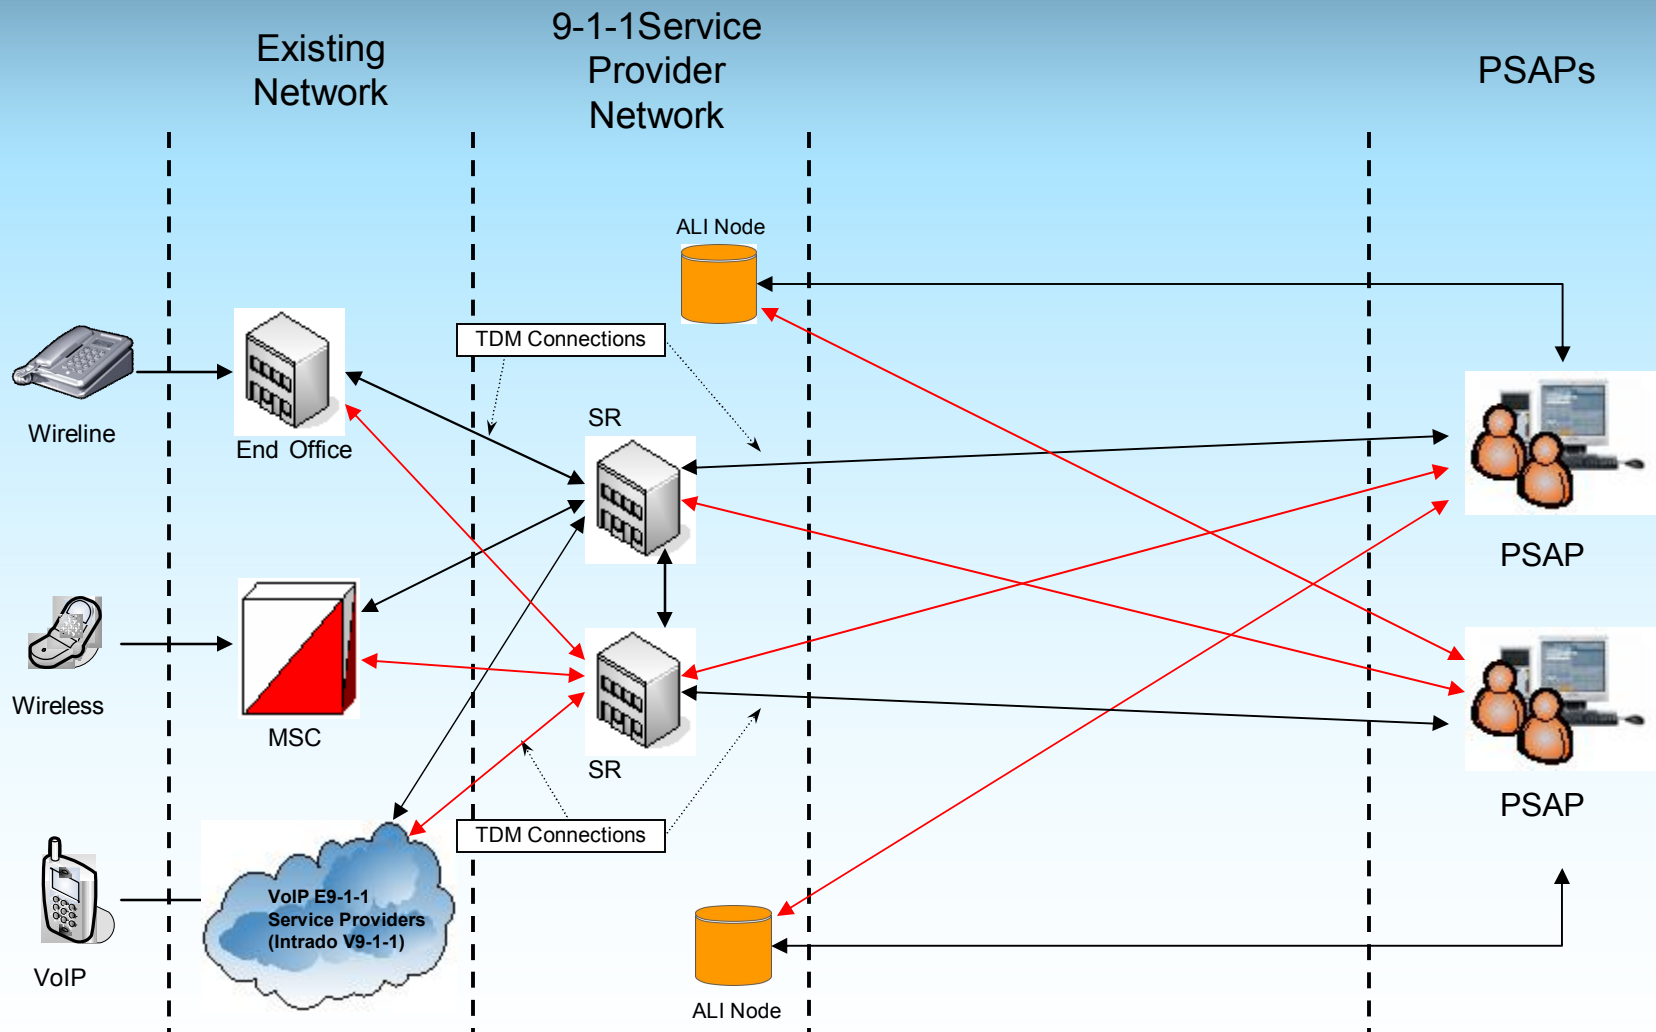 Existing
Network
9-1-1Service
Provider
Network
PSAPs
ALI Node
TDM Connections
Wireline
End Office
SR
PSAP
Wireless
MSC
SR
PSAP
TDM Connections
VoIP E9-1-1
Service Providers
(Intrado V9-1-1)
VoIP
ALI Node